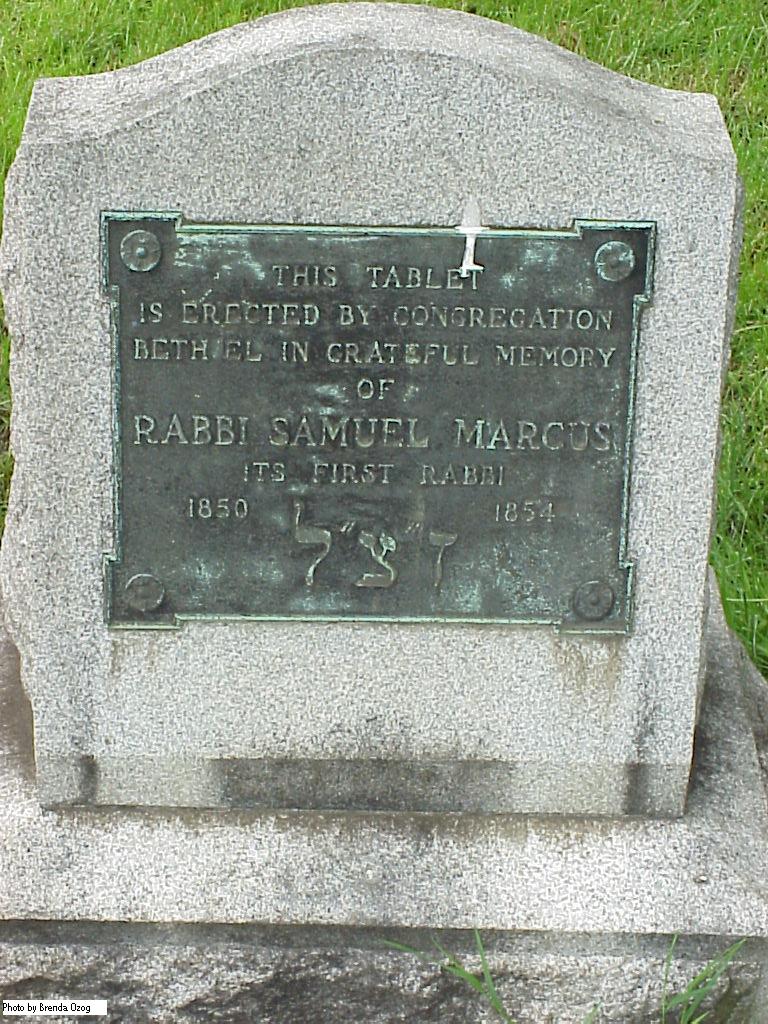 THIS TABLET
IS ERECTED BY CONGREGATION
BETH EL IN GRATEFUL MEMORY
OF
RABBI SAMUEL MARCUS
ITS FIRST RABBI
1850 1854
זצ"ל
Photo by Brenda Ozog